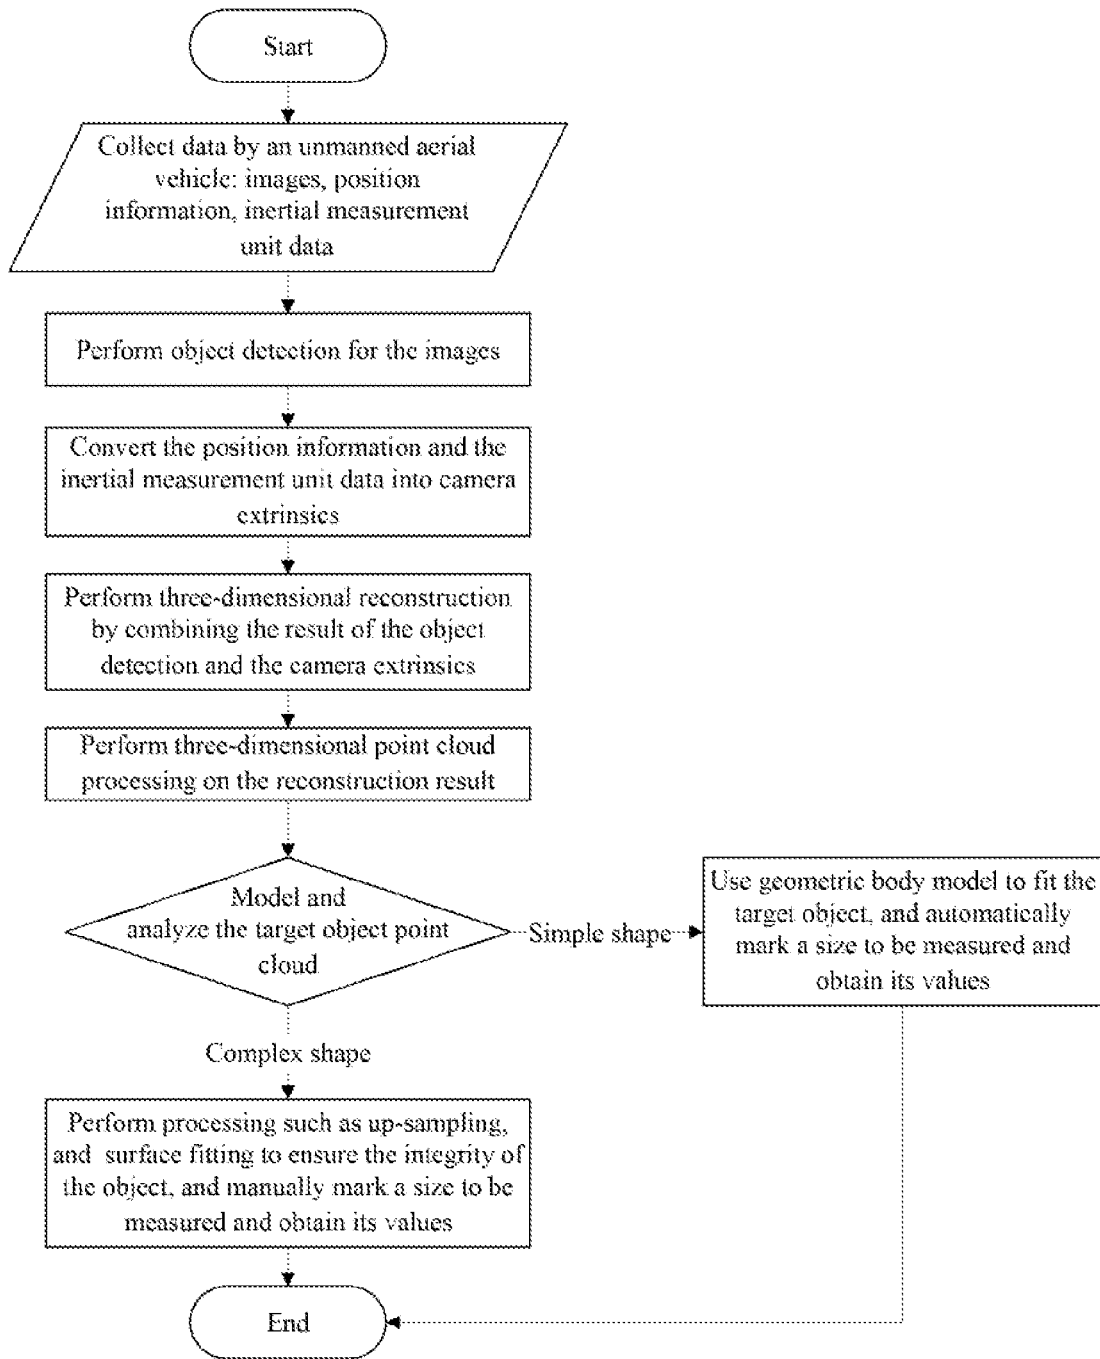 Start
Collect data by an unmanned aerial
vehicle: images, position
information, inertial measurement
unit data
Perform object detection for the images
Convert the position information and the
inertial measurement unit data into camera
extrinsics
Perform three-dimensional reconstruction
by combining the result of the object
detection and the camera extrinsics
Perform three-dimensional point cloud
processing on the reconstruction result
Model and
analyze the target object point
cloud
Simple shape
Use geometric body model to fit the
target object, and automatically
mark a size to be measured and
obtain its values
Complex shape
Perform processing such as up-sampling,
and surface fitting to ensure the integrity of
the object, and manually mark a size to be
measured and obtain its values
End